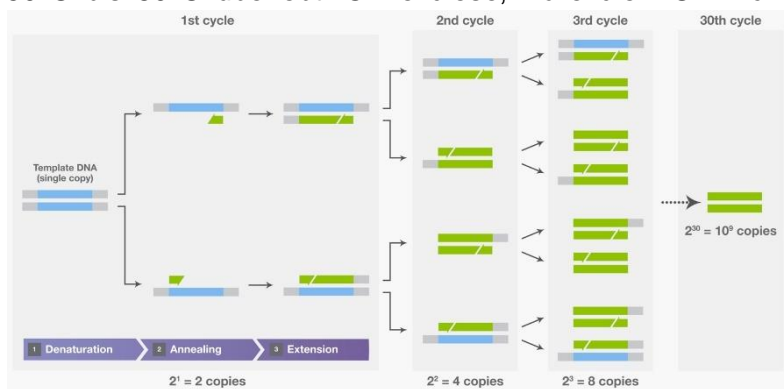 1st cycle
2nd cycle
3rd cycle
30th cycle
Template DNA
(single copy)
2³⁰ = 10⁹ copies
1 Denaturation
2 Annealing
3 Extension
2¹ = 2 copies
2² = 4 copies
2³ = 8 copies